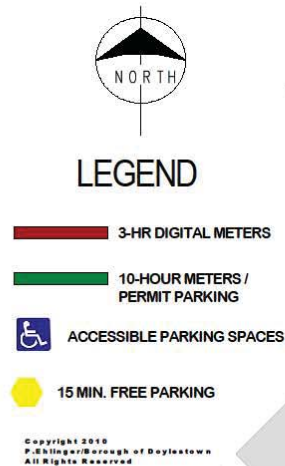 NORTH
LEGEND
3-HR DIGITAL METERS
10-HOUR METERS /
PERMIT PARKING
ACCESSIBLE PARKING SPACES
15 MIN. FREE PARKING
Copyright 2010
P.Ehlinger/Borough of Doylestown
All Rights Reserved